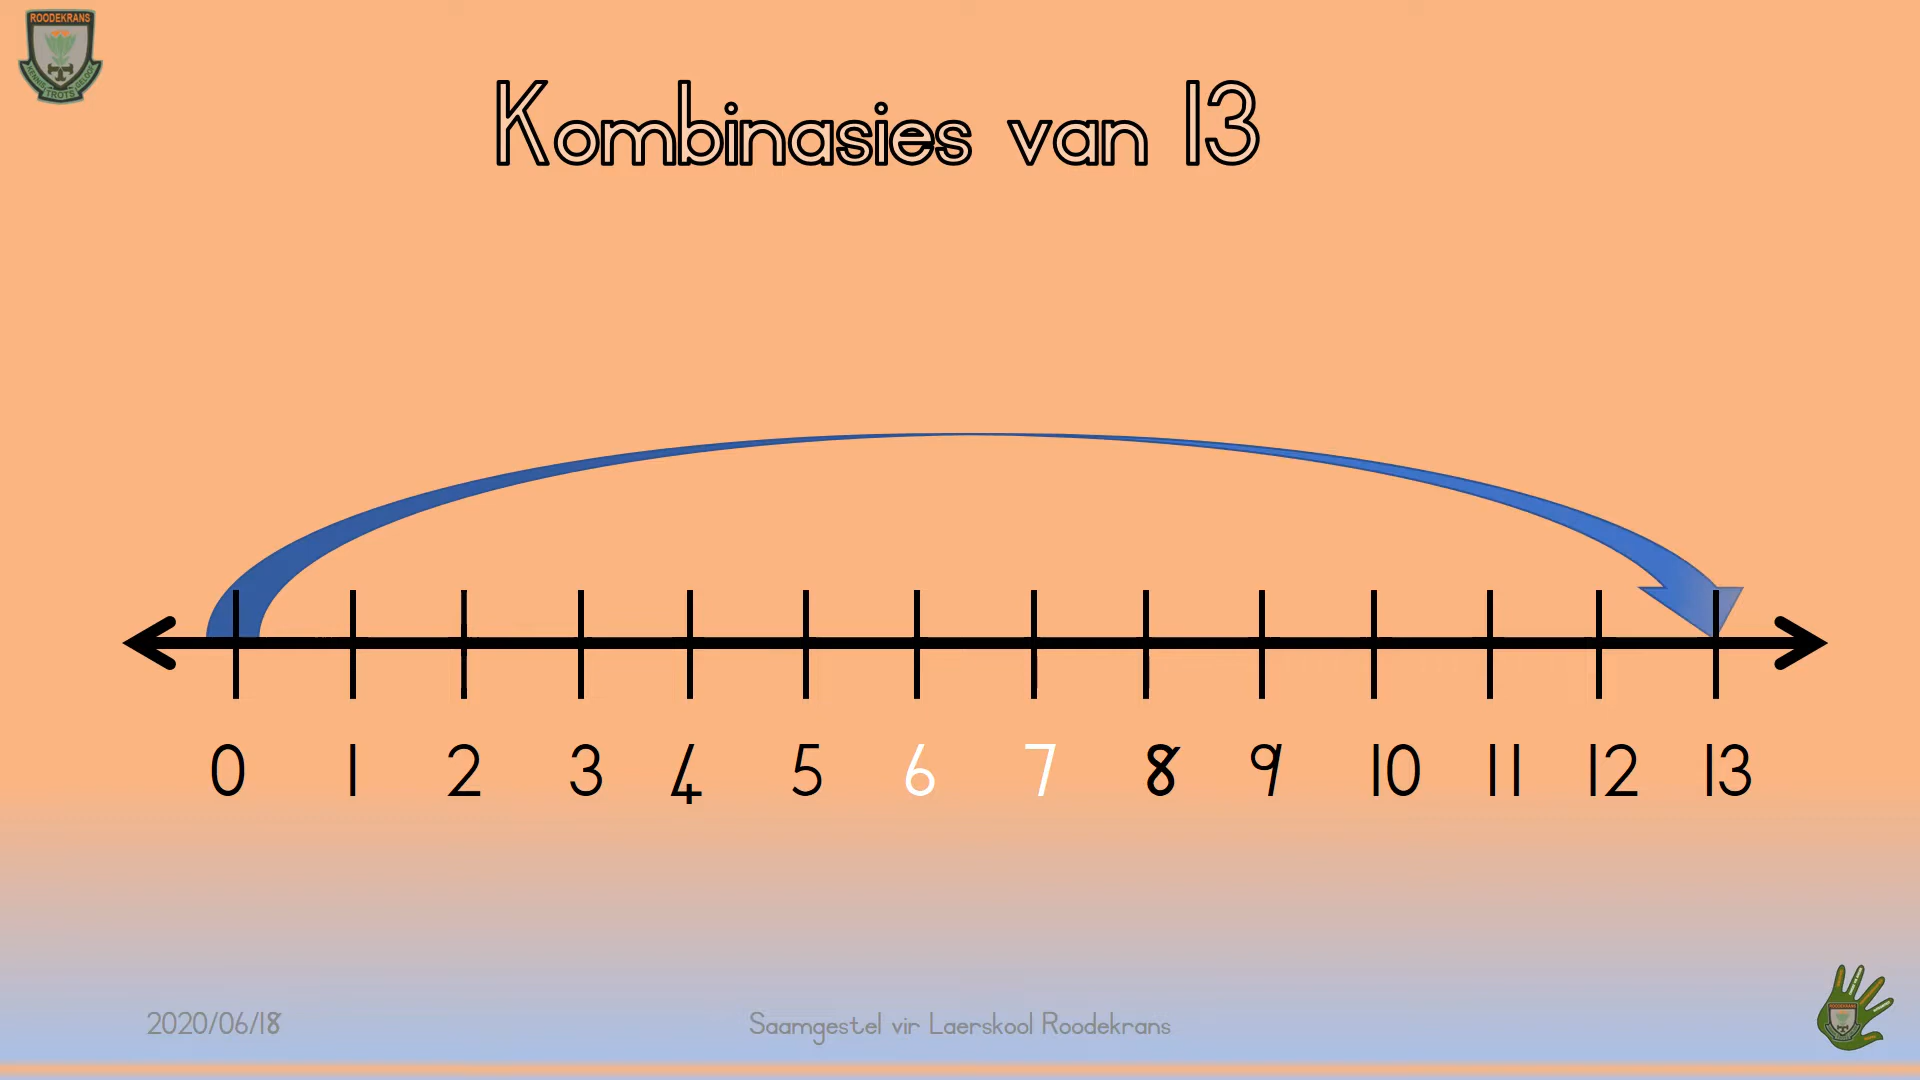 ROODEKRANS
TROTS
Kombinasies van 13
0 1 2 3 4 5 6 7 8 9 10 11 12 13
2020/06/18
Saamgestel vir Laerskool Roodekrans